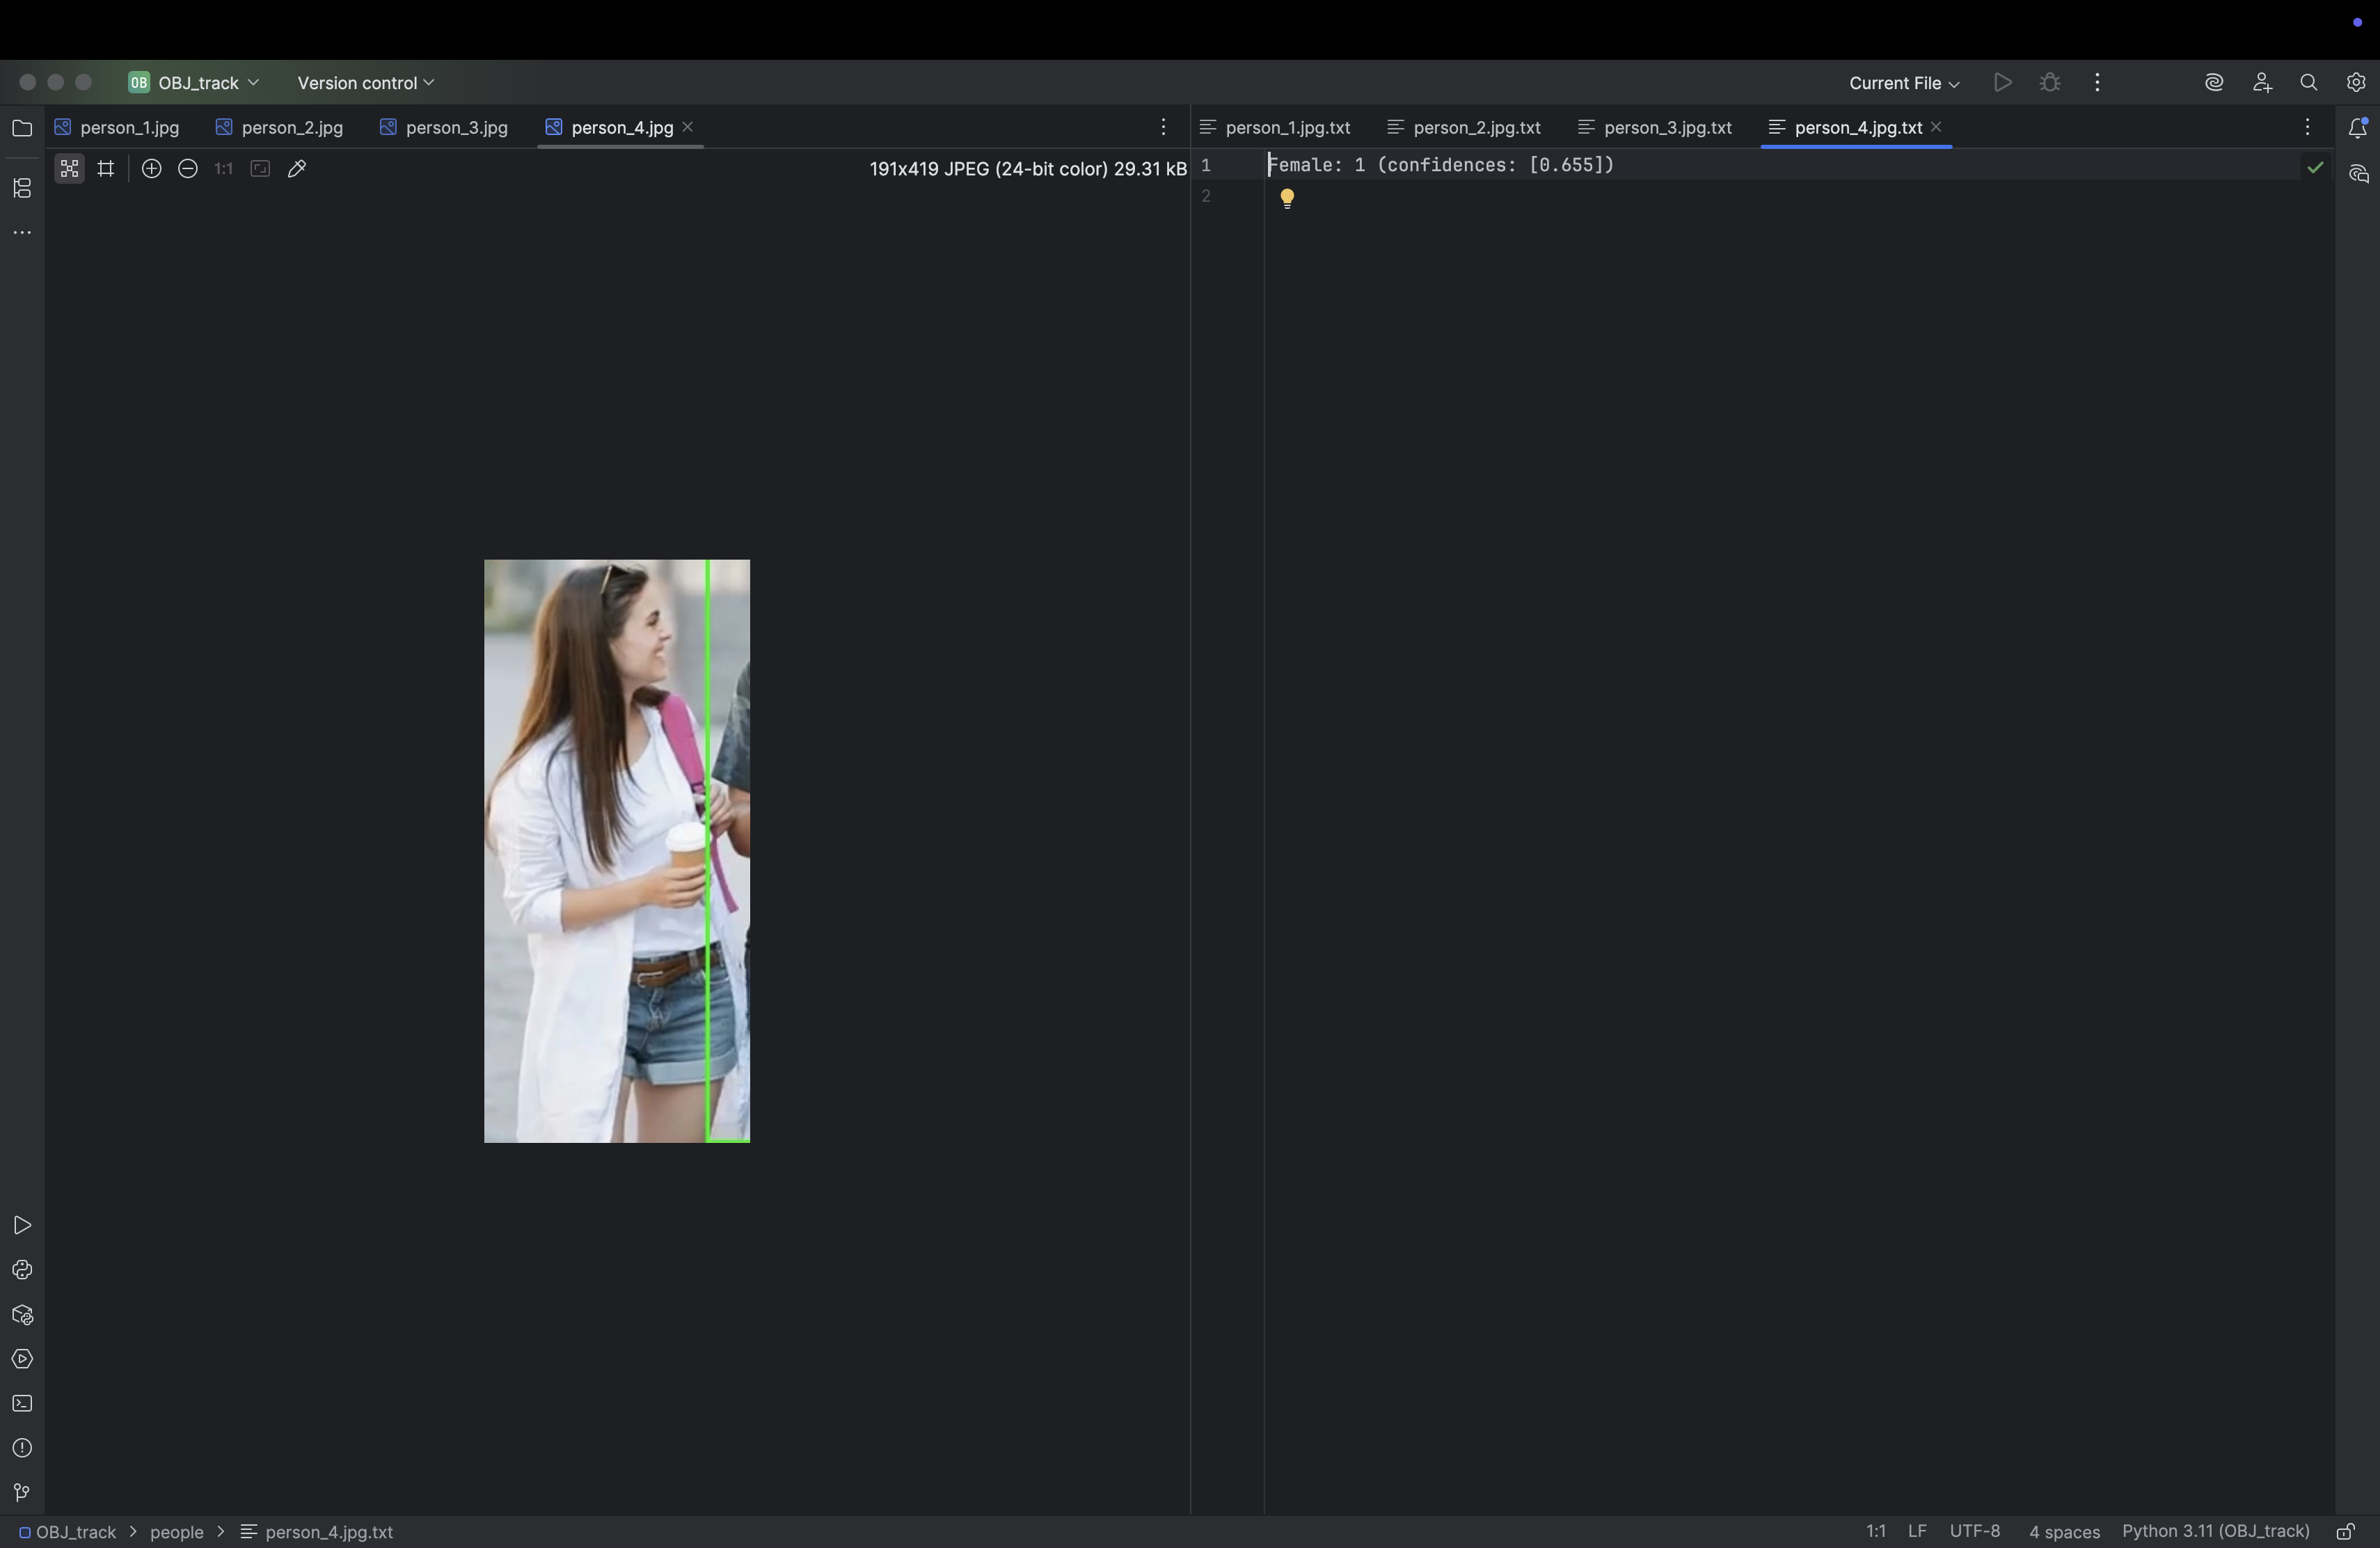 OB OBJ_track Version control Current File
person_1.jpg person_2.jpg person_3.jpg person_4.jpg
person_1.jpg.txt person_2.jpg.txt person_3.jpg.txt person_4.jpg.txt
1:1 191x419 JPEG (24-bit color) 29.31 kB
1 Female: 1 (confidences: [0.655])
2
OBJ_track > people > person_4.jpg.txt 1:1 LF UTF-8 4 spaces Python 3.11 (OBJ_track)